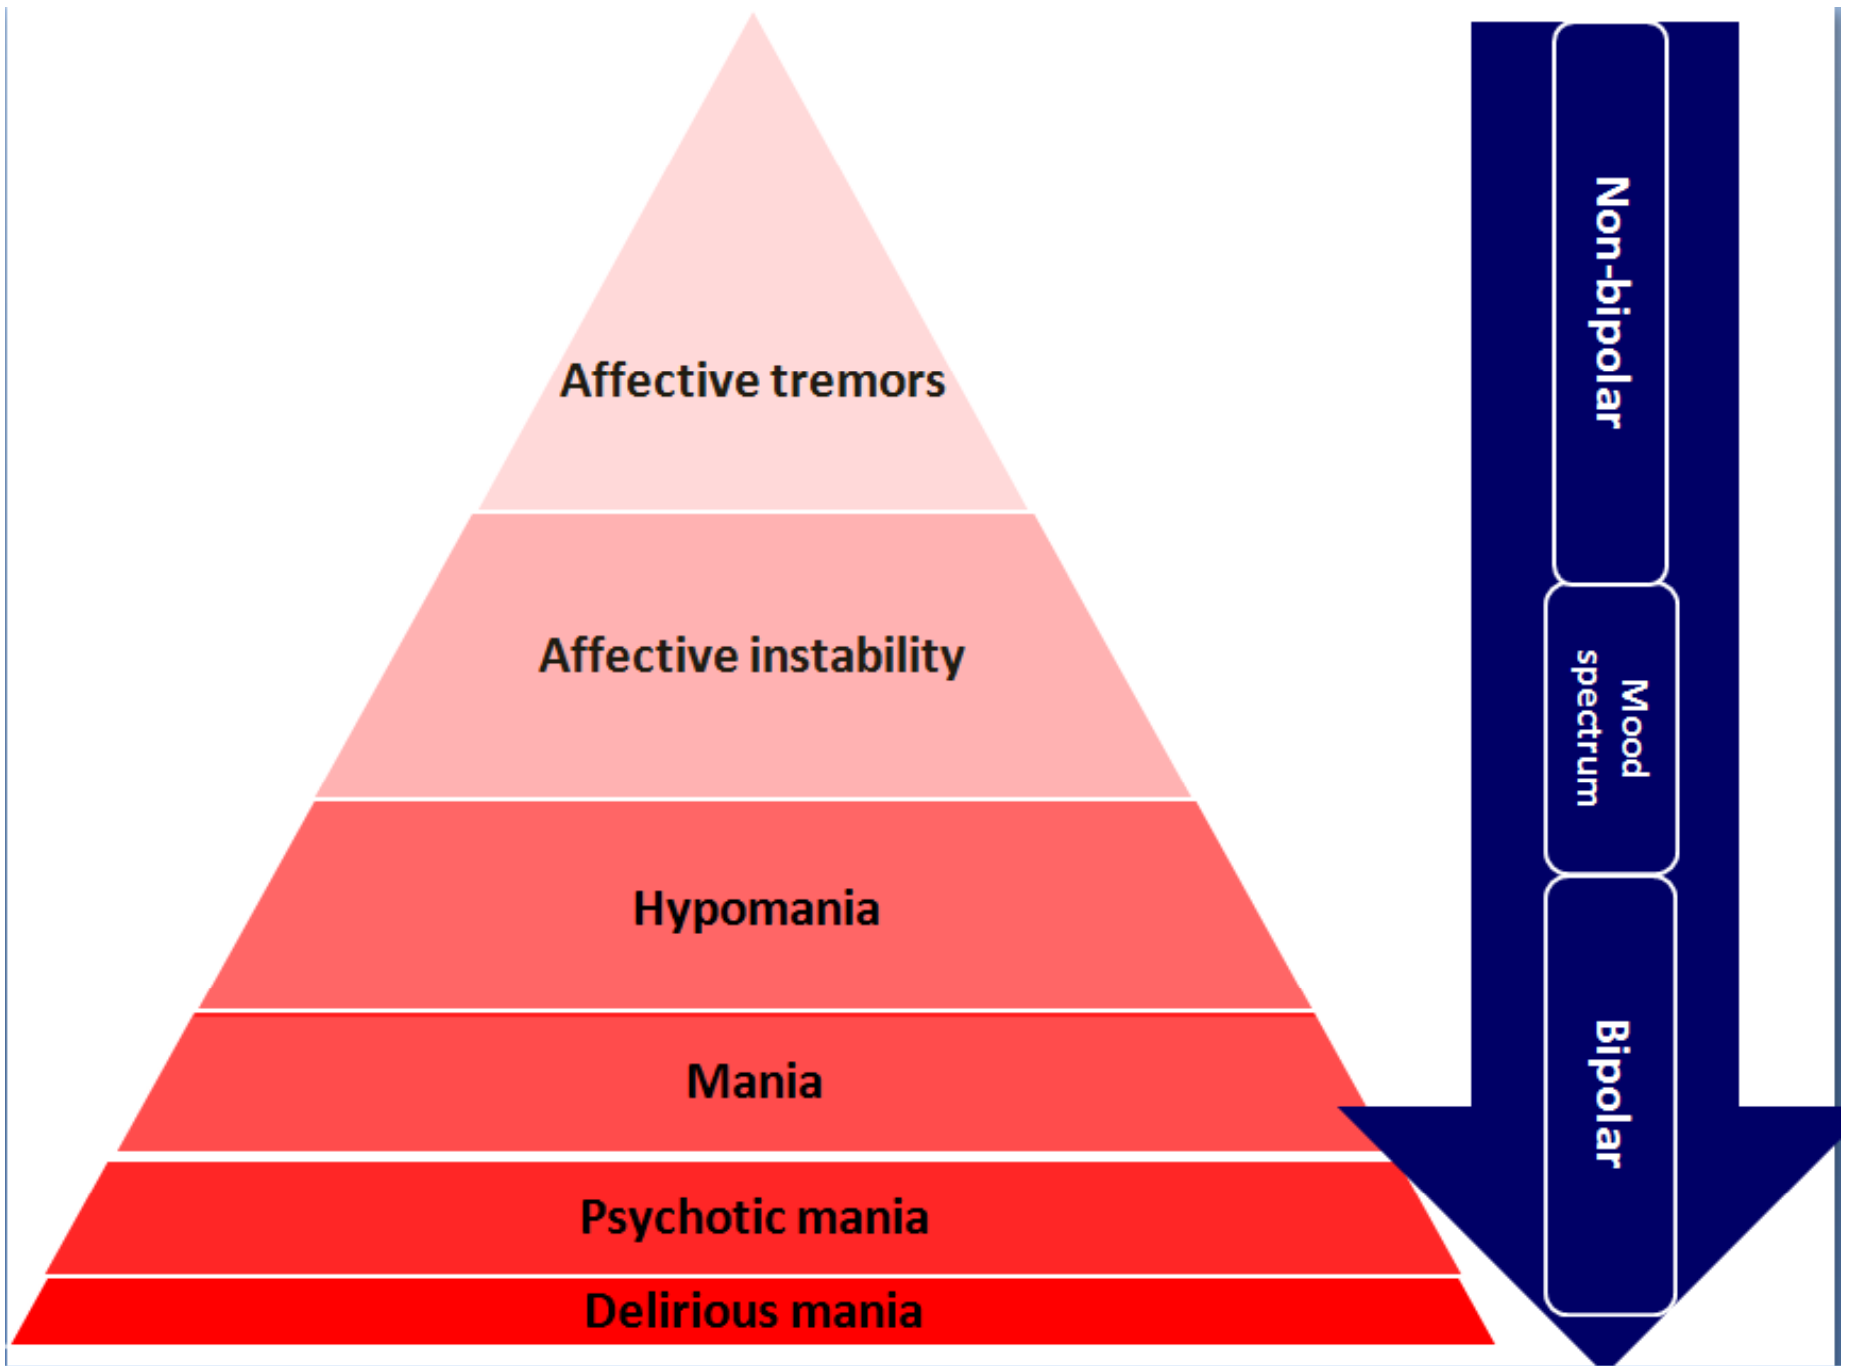 Affective tremors
Affective instability
Hypomania
Mania
Psychotic mania
Delirious mania
Non-bipolar
Mood
spectrum
Bipolar